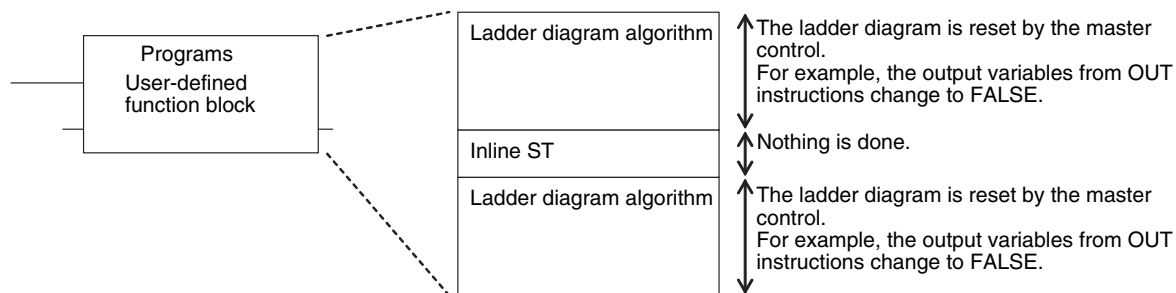 Programs
User-defined
function block
Ladder diagram algorithm
The ladder diagram is reset by the master
control.
For example, the output variables from OUT
instructions change to FALSE.
Inline ST
Nothing is done.
Ladder diagram algorithm
The ladder diagram is reset by the master
control.
For example, the output variables from OUT
instructions change to FALSE.